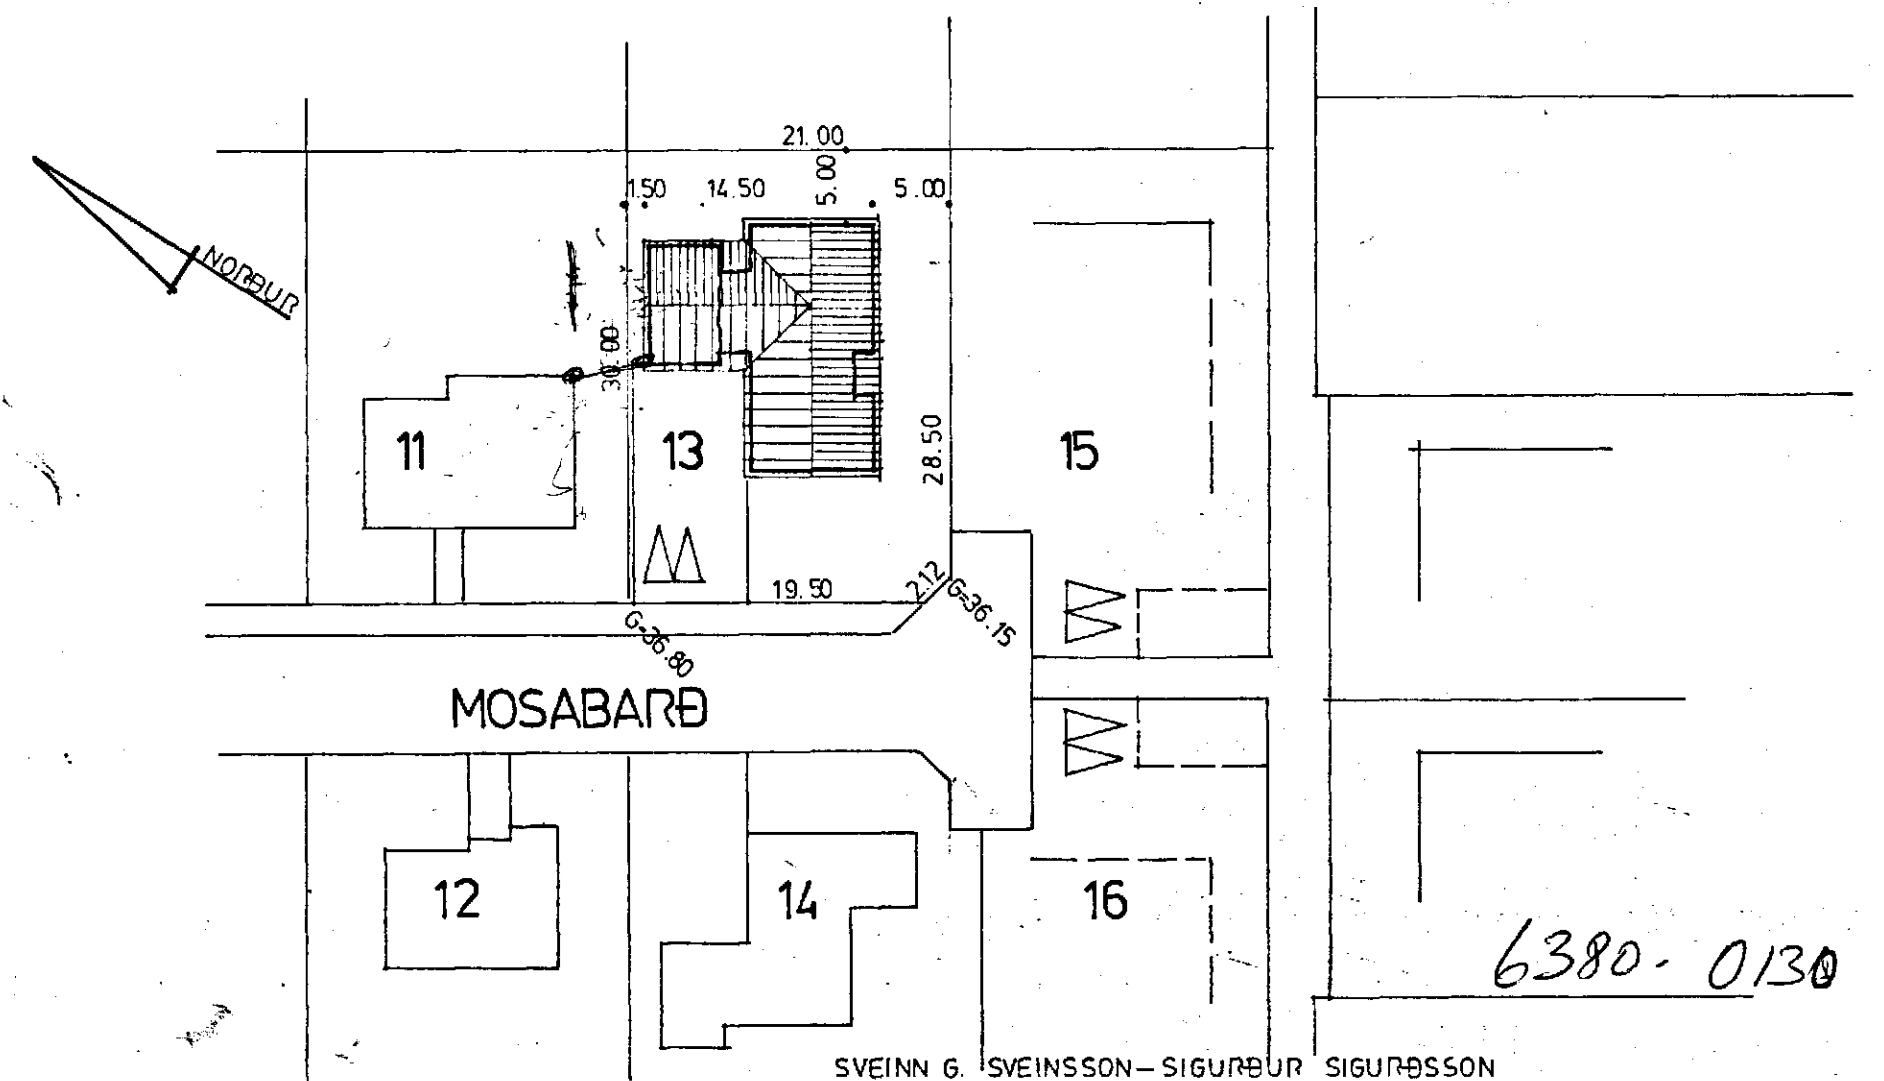 21.00
1.50 14.50 5.00 5.00
NORÐUR
30.00
11 13 28.50 15
19.50 2.12
G=36.15
G=36.80
MOSABARÐ
12 14 16
6380-0130
SVEINN G. SVEINSSON-SIGURÐUR SIGURÐSSON